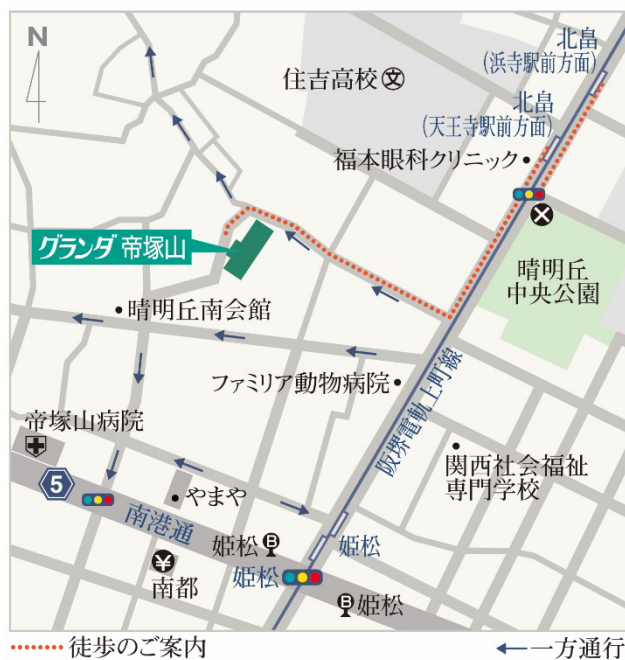 N
北畠
(浜寺駅前方面)
住吉高校 文
北畠
(天王寺駅前方面)
福本眼科クリニック
グランダ 帝塚山
晴明丘
中央公園
晴明丘南会館
ファミリア動物病院
阪堺電軌上町線
帝塚山病院
関西社会福祉
専門学校
5
やまや
南港通
姫松 B
姫松
姫松
¥
南都
B 姫松
徒歩のご案内
一方通行